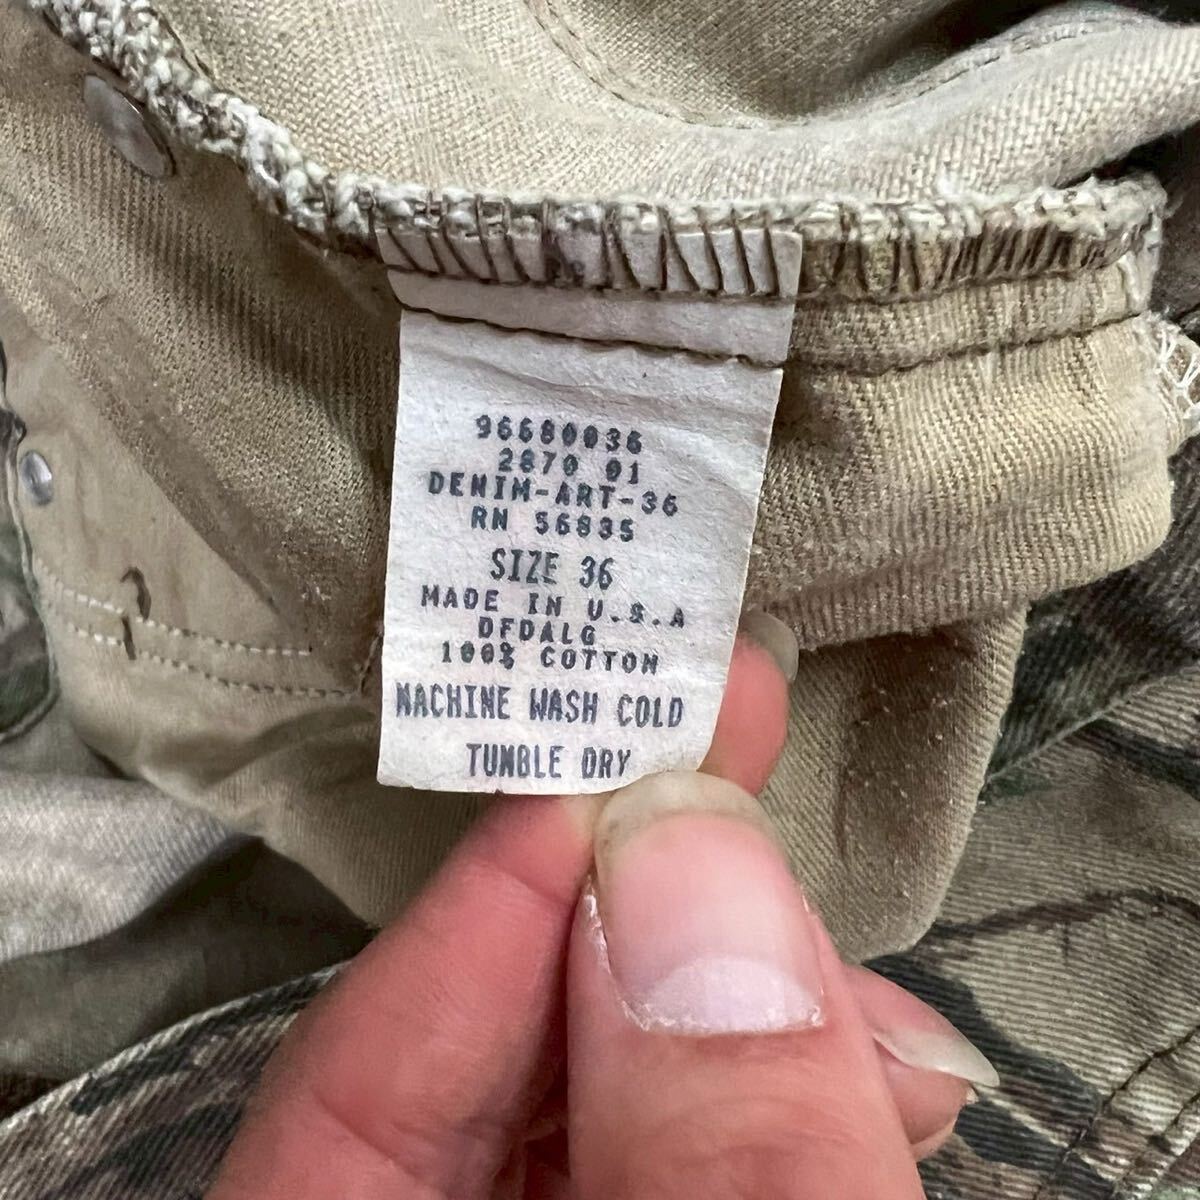 96680036
2870 01
DENIM-ART-36
RN 56835
SIZE 36
MADE IN U.S.A
DFDALG
100% COTTON
MACHINE WASH COLD
TUMBLE DRY